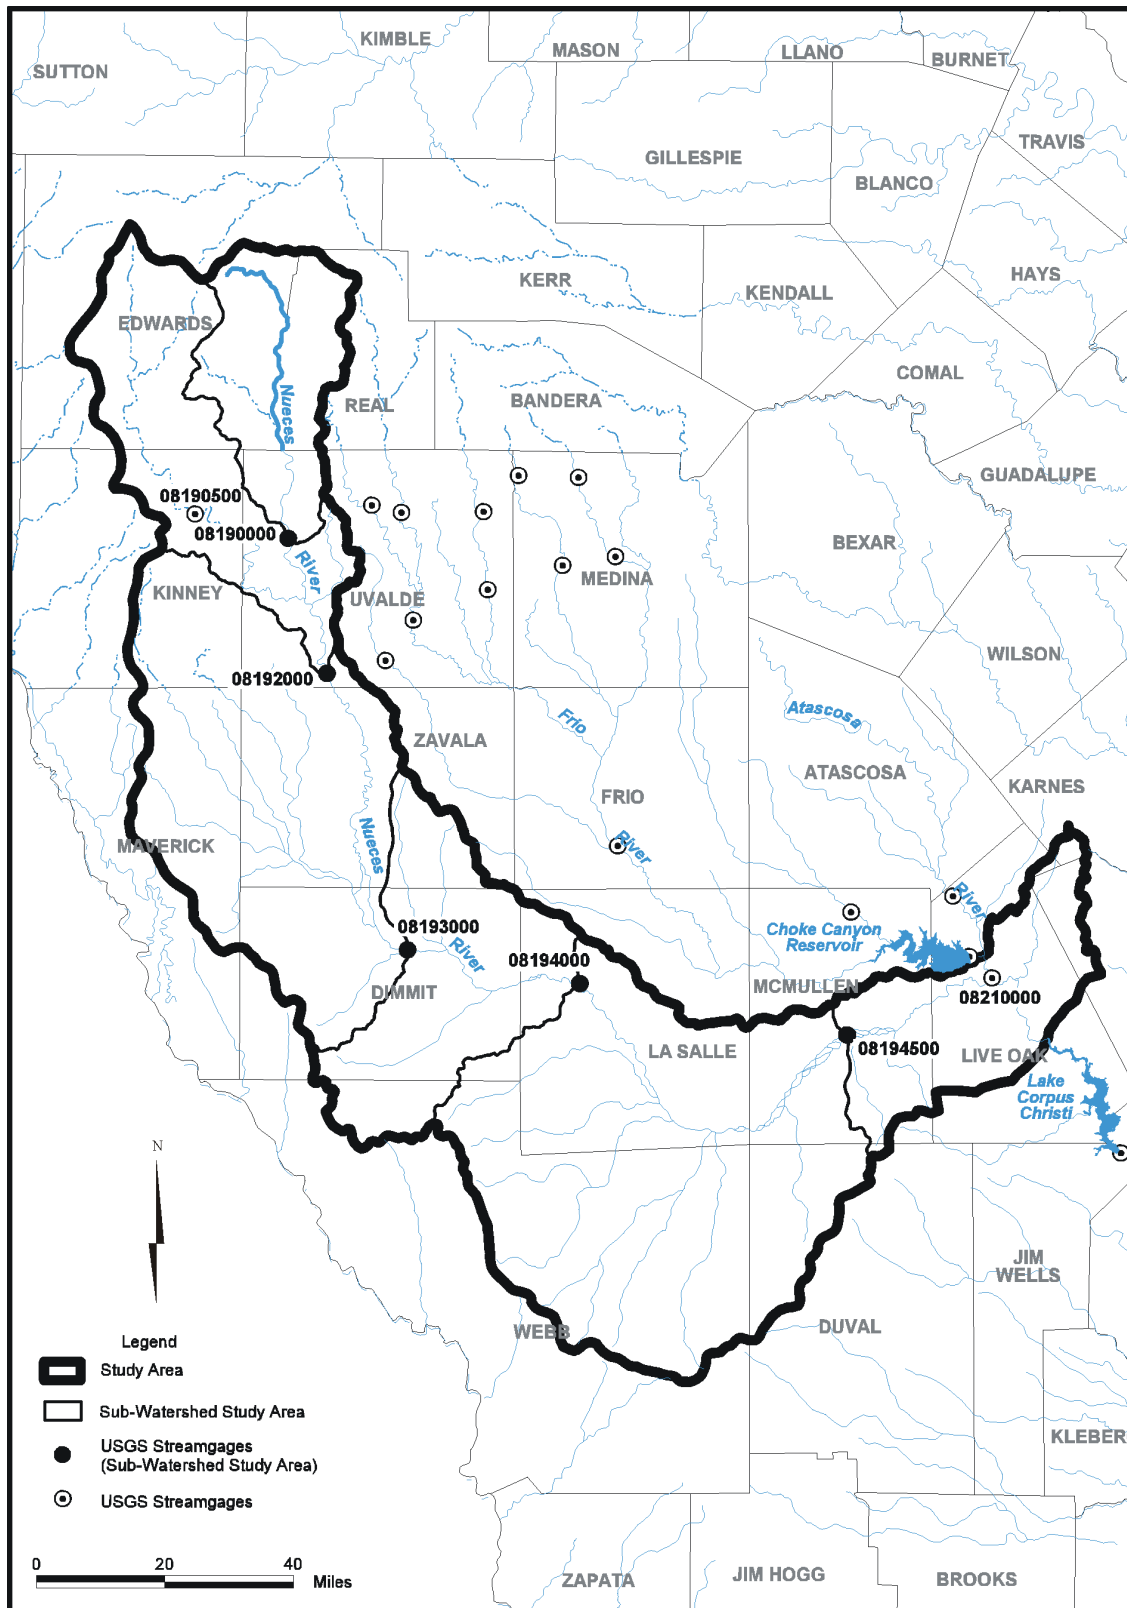 KIMBLE
MASON
LLANO
BURNET
SUTTON
TRAVIS
GILLESPIE
BLANCO
HAYS
KERR
KENDALL
EDWARDS
COMAL
Nueces
REAL
BANDERA
GUADALUPE
08190500
08190000
BEXAR
River
MEDINA
KINNEY
UVALDE
WILSON
08192000
Frio
Atascosa
ZAVALA
ATASCOSA
KARNES
FRIO
Nueces
River
MAVERICK
River
08193000
Choke Canyon
Reservoir
River
08194000
DIMMIT
MCMULLEN
08210000
LA SALLE
08194500
LIVE OAK
Lake
Corpus
Christi
N
JIM
WELLS
WEBB
DUVAL
Legend
Study Area
Sub-Watershed Study Area
USGS Streamgages
(Sub-Watershed Study Area)
USGS Streamgages
KLEBER
0
20
40
Miles
ZAPATA
JIM HOGG
BROOKS